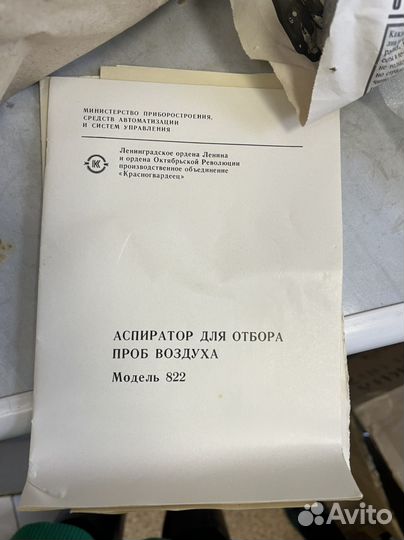 МИНИСТЕРСТВО ПРИБОРОСТРОЕНИЯ,
СРЕДСТВ АВТОМАТИЗАЦИИ
И СИСТЕМ УПРАВЛЕНИЯ
Ленинградское ордена Ленина
и ордена Октябрьской Революции
производственное объединение
«Красногвардеец»
К
АСПИРАТОР ДЛЯ ОТБОРА
ПРОБ ВОЗДУХА
Модель 822
Avito